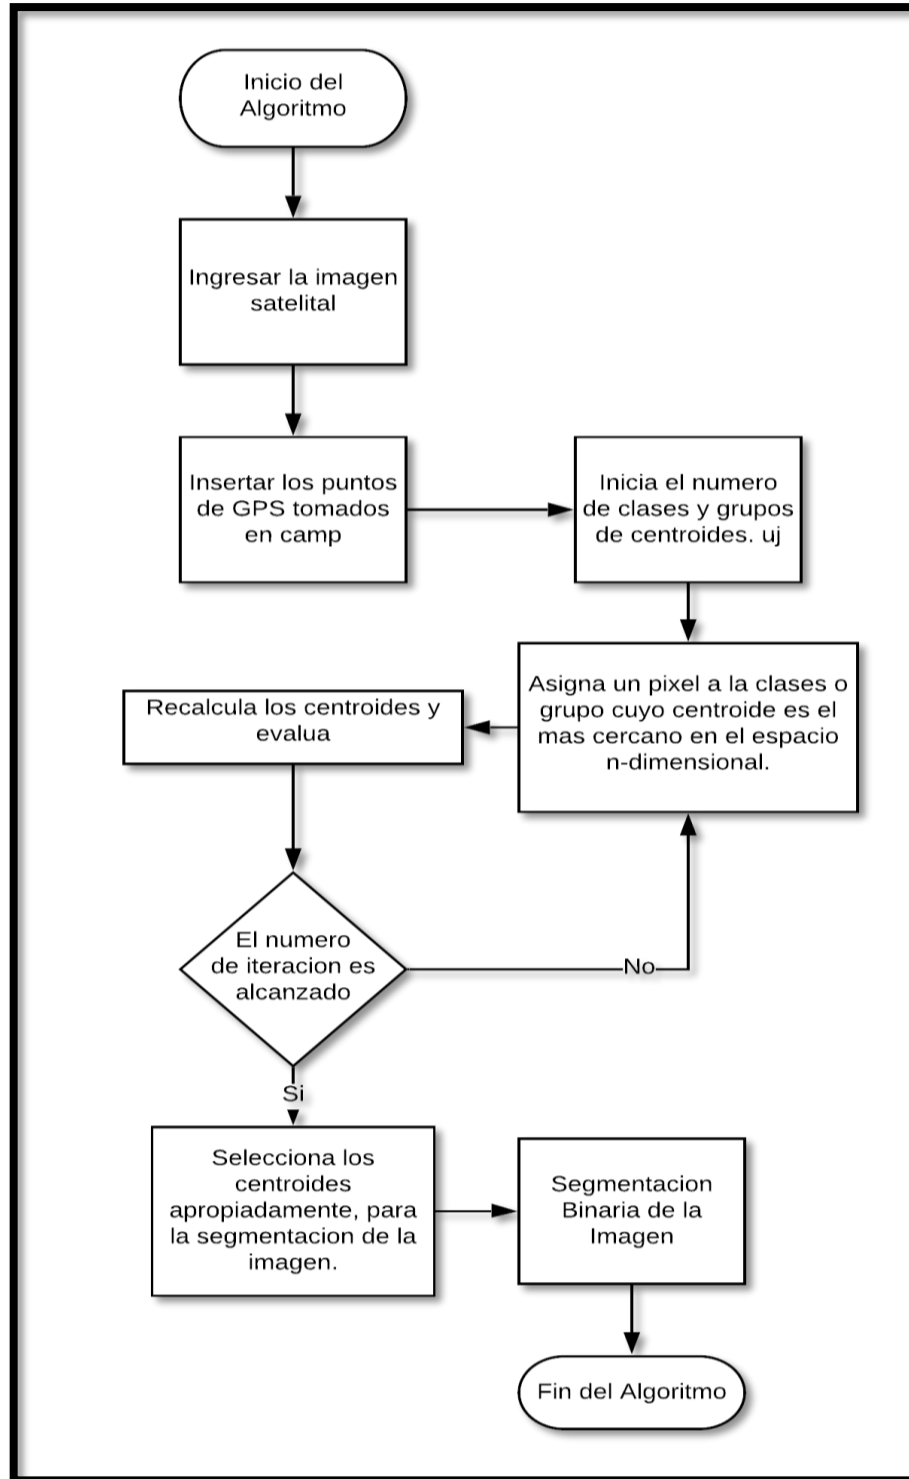 Inicio del
Algoritmo
Ingresar la imagen
satelital
Insertar los puntos
de GPS tomados
en camp
Inicia el numero
de clases y grupos
de centroides. uj
Asigna un pixel a la clases o
grupo cuyo centroide es el
mas cercano en el espacio
n-dimensional.
Recalcula los centroides y
evalua
El numero
de iteracion es
alcanzado
No
Si
Selecciona los
centroides
apropiadamente, para
la segmentacion de la
imagen.
Segmentacion
Binaria de la
Imagen
Fin del Algoritmo